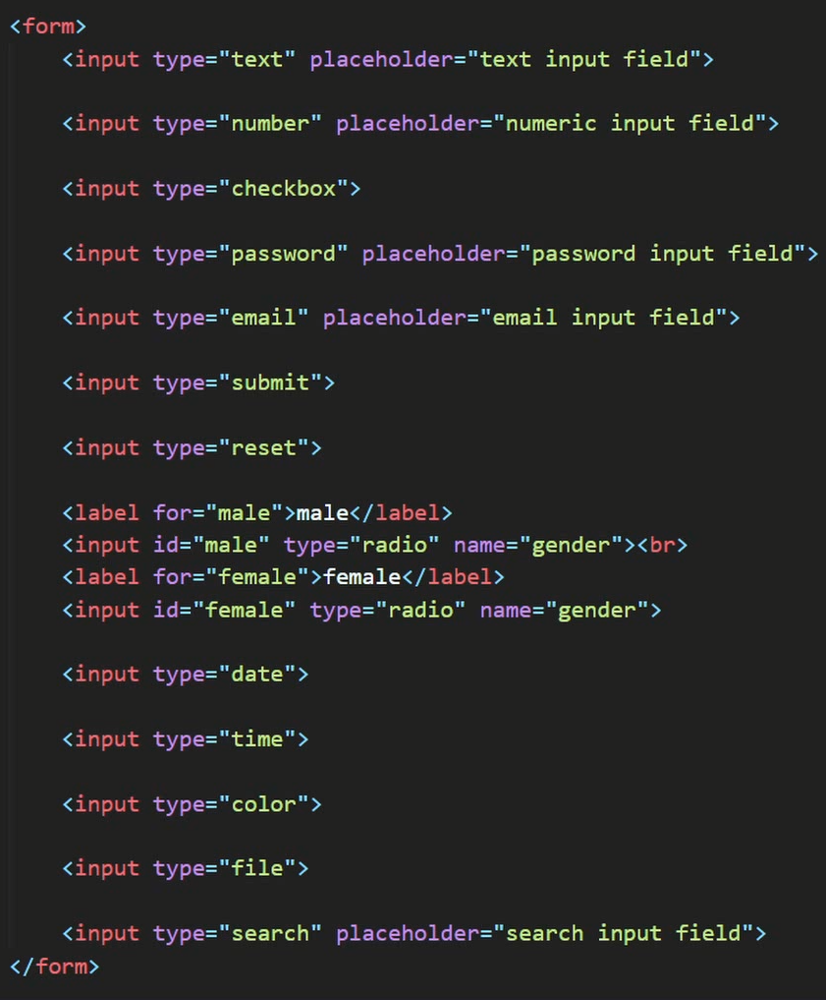 <form>
<input type="text" placeholder="text input field">
<input type="number" placeholder="numeric input field">
<input type="checkbox">
<input type="password" placeholder="password input field">
<input type="email" placeholder="email input field">
<input type="submit">
<input type="reset">
<label for="male">male</label>
<input id="male" type="radio" name="gender"><br>
<label for="female">female</label>
<input id="female" type="radio" name="gender">
<input type="date">
<input type="time">
<input type="color">
<input type="file">
<input type="search" placeholder="search input field">
</form>